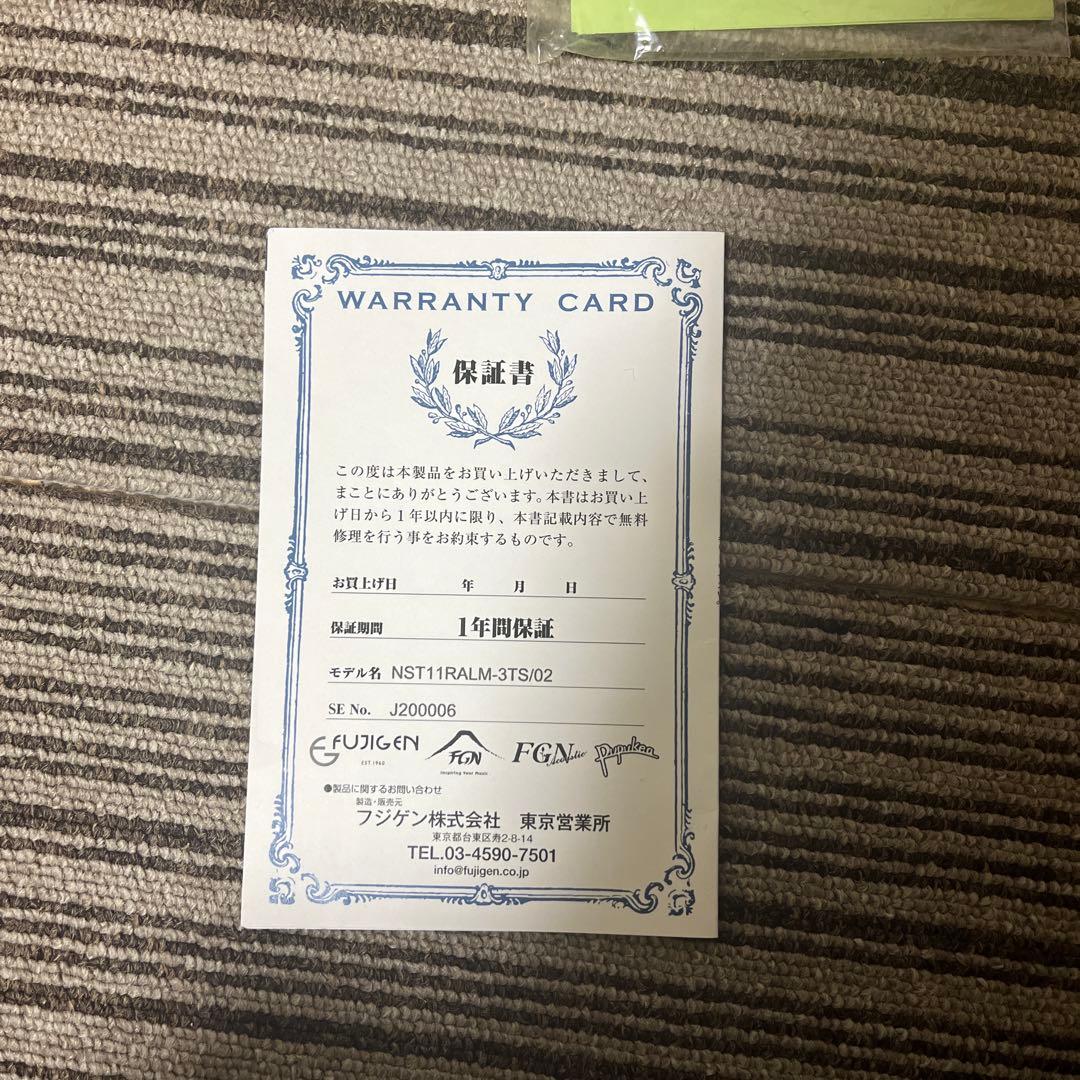 WARRANTY CARD
保証書
この度は本製品をお買い上げいただきまして、
まことにありがとうございます。本書はお買い上
げ日から1年以内に限り、本書記載内容で無料
修理を行う事をお約束するものです。
お買上げ日 年 月 日
保証期間 1年間保証
モデル名 NST11RALM-3TS/02
SE No. J200006
FUJIGEN
EST.1960
FGN
Inspiring Your Music
FGN Acoustic
Pupukea
●製品に関するお問い合わせ
製造・販売元
フジゲン株式会社 東京営業所
東京都台東区寿2-8-14
TEL.03-4590-7501
info@fujigen.co.jp